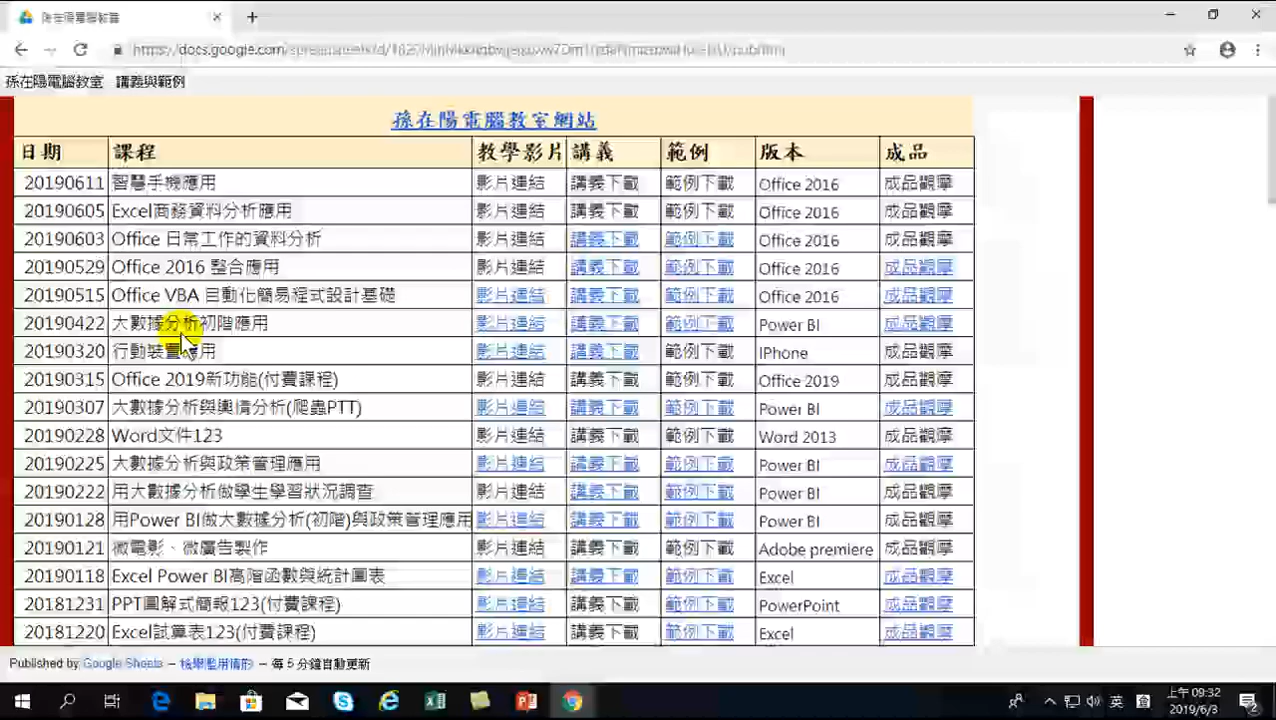 孫在陽電腦教室
docs.google.com
孫在陽電腦教室 講義與範例
孫在陽電腦教室網站
日期 課程 教學影片 講義 範例 版本 成品
20190611 智慧手機應用 影片連結 講義下載 範例下載 Office 2016 成品觀摩
20190605 Excel商務資料分析應用 影片連結 講義下載 範例下載 Office 2016 成品觀摩
20190603 Office 日常工作的資料分析 影片連結 講義下載 範例下載 Office 2016 成品觀摩
20190529 Office 2016 整合應用 影片連結 講義下載 範例下載 Office 2016 成品觀摩
20190515 Office VBA 自動化簡易程式設計基礎 影片連結 講義下載 範例下載 Office 2016 成品觀摩
20190422 大數據分析初階應用 影片連結 講義下載 範例下載 Power BI 成品觀摩
20190320 行動裝置應用 影片連結 講義下載 範例下載 IPhone 成品觀摩
20190315 Office 2019新功能(付費課程) 影片連結 講義下載 範例下載 Office 2019 成品觀摩
20190307 大數據分析與輿情分析(爬蟲PTT) 影片連結 講義下載 範例下載 Power BI 成品觀摩
20190228 Word文件123 影片連結 講義下載 範例下載 Word 2013 成品觀摩
20190225 大數據分析與政策管理應用 影片連結 講義下載 範例下載 Power BI 成品觀摩
20190222 用大數據分析做學生學習狀況調查 影片連結 講義下載 範例下載 Power BI 成品觀摩
20190128 用Power BI做大數據分析(初階)與政策管理應用 影片連結 講義下載 範例下載 Power BI 成品觀摩
20190121 微電影、微廣告製作 影片連結 講義下載 範例下載 Adobe premiere 成品觀摩
20190118 Excel Power BI高階函數與統計圖表 影片連結 講義下載 範例下載 Excel 成品觀摩
20181231 PPT圖解式簡報123(付費課程) 影片連結 講義下載 範例下載 PowerPoint 成品觀摩
20181220 Excel試算表123(付費課程) 影片連結 講義下載 範例下載 Excel 成品觀摩
Published by Google Sheets – 檢舉濫用情形 – 每 5 分鐘自動更新
英 上午 09:32
2019/6/3